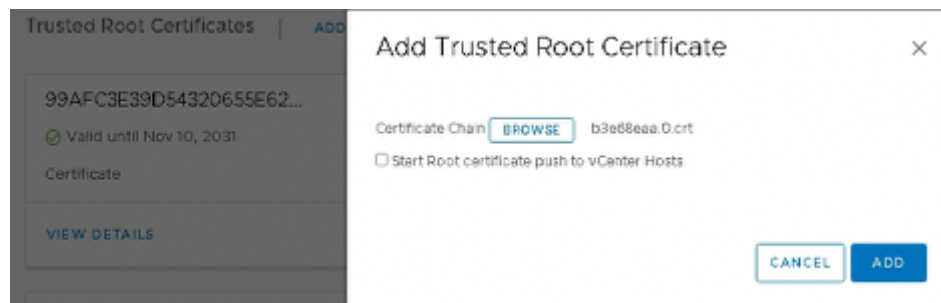 Trusted Root Certificates | ADD
99AFC3E39D54320655E62...
Valid until Nov 10, 2031
Certificate
VIEW DETAILS
Add Trusted Root Certificate
Certificate Chain BROWSE b3e68eaa.0.crt
Start Root certificate push to vCenter Hosts
CANCEL ADD